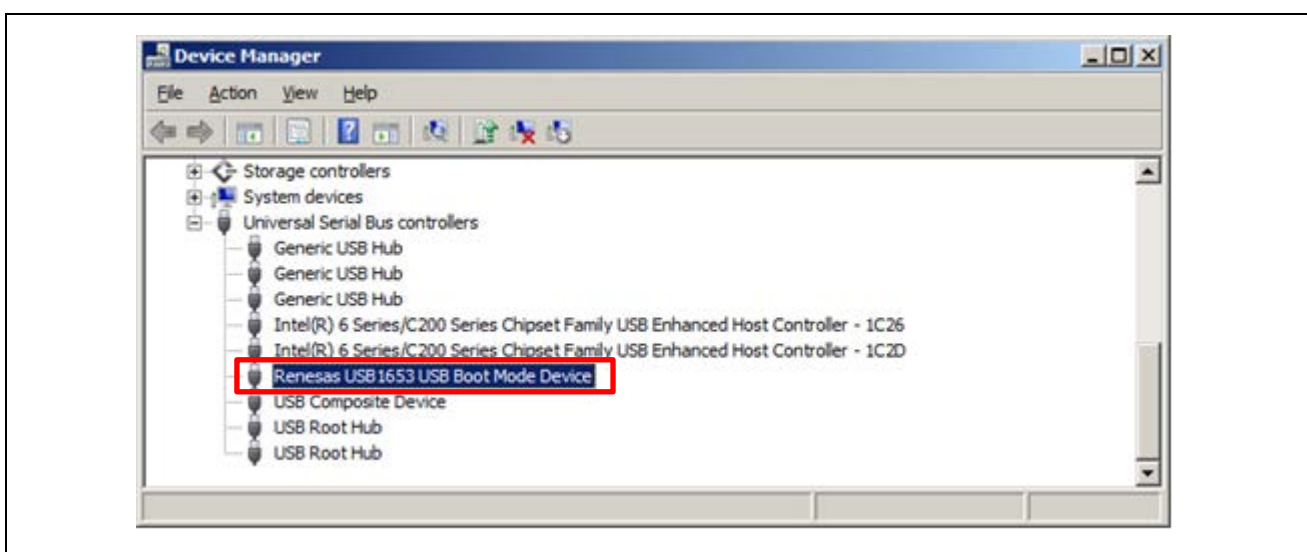 Device Manager
File Action View Help
Storage controllers
System devices
Universal Serial Bus controllers
Generic USB Hub
Generic USB Hub
Generic USB Hub
Intel(R) 6 Series/C200 Series Chipset Family USB Enhanced Host Controller - 1C26
Intel(R) 6 Series/C200 Series Chipset Family USB Enhanced Host Controller - 1C2D
Renesas USB1653 USB Boot Mode Device
USB Composite Device
USB Root Hub
USB Root Hub